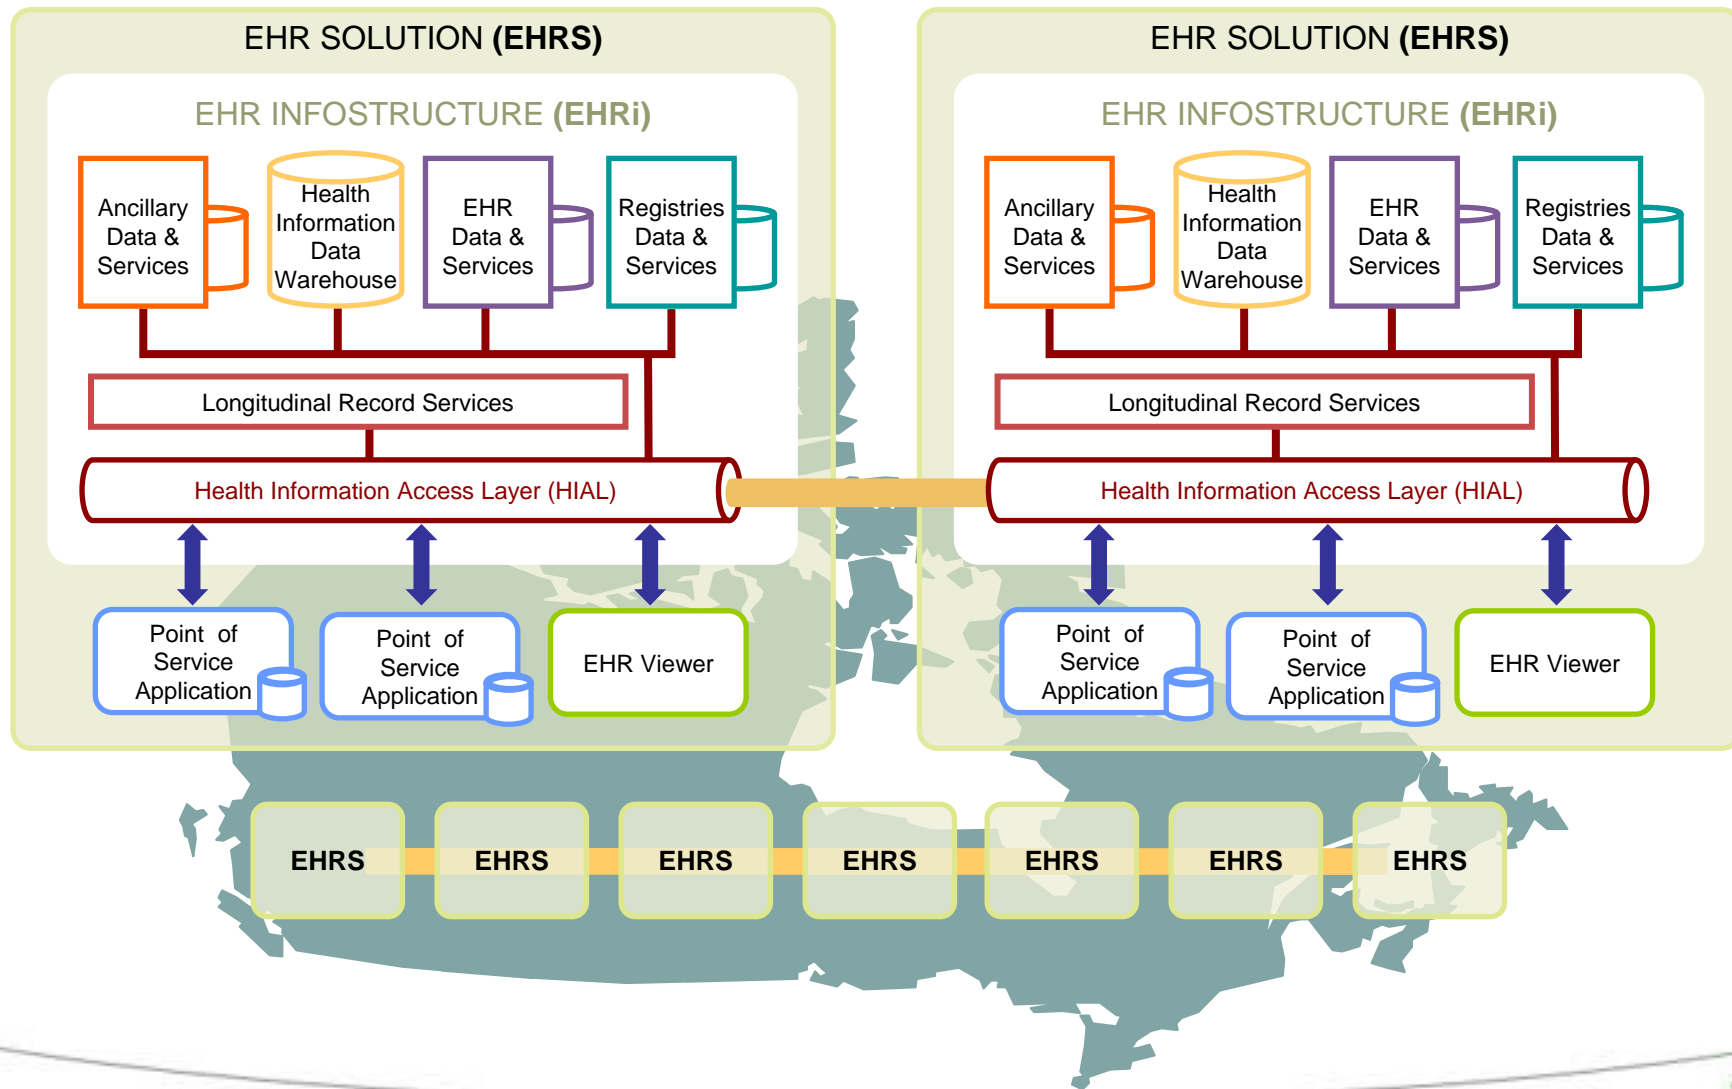 EHR SOLUTION (EHRS)
EHR INFOSTRUCTURE (EHRi)
Ancillary
Data &
Services
Health
Information
Data
Warehouse
EHR
Data &
Services
Registries
Data &
Services
Longitudinal Record Services
Health Information Access Layer (HIAL)
Point of
Service
Application
Point of
Service
Application
EHR Viewer
EHR SOLUTION (EHRS)
EHR INFOSTRUCTURE (EHRi)
Ancillary
Data &
Services
Health
Information
Data
Warehouse
EHR
Data &
Services
Registries
Data &
Services
Longitudinal Record Services
Health Information Access Layer (HIAL)
Point of
Service
Application
Point of
Service
Application
EHR Viewer
EHRS
EHRS
EHRS
EHRS
EHRS
EHRS
EHRS